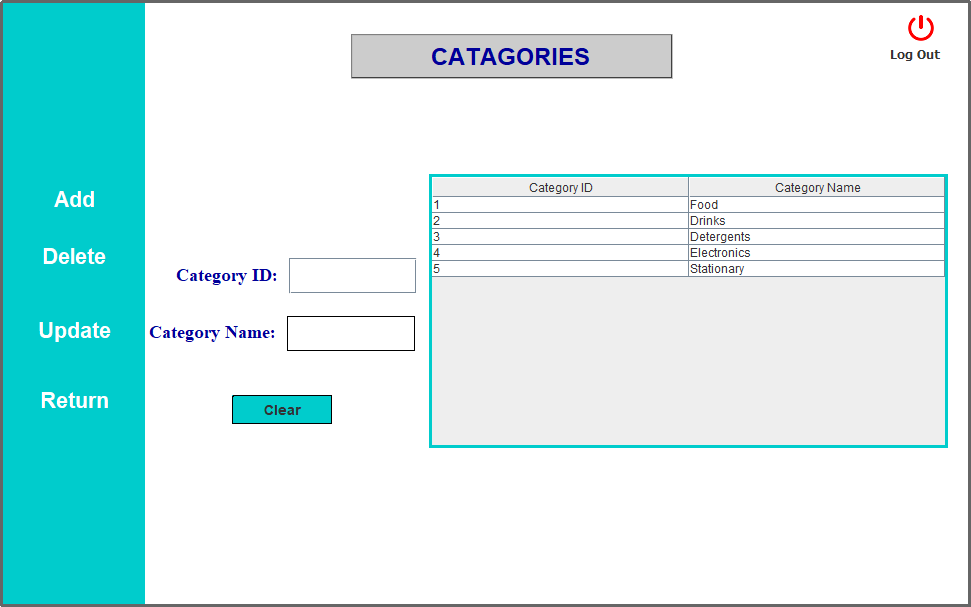 CATAGORIES
Log Out
Add
Delete
Update
Return
Category ID:
Category Name:
Clear
Category ID Category Name
1 Food
2 Drinks
3 Detergents
4 Electronics
5 Stationary